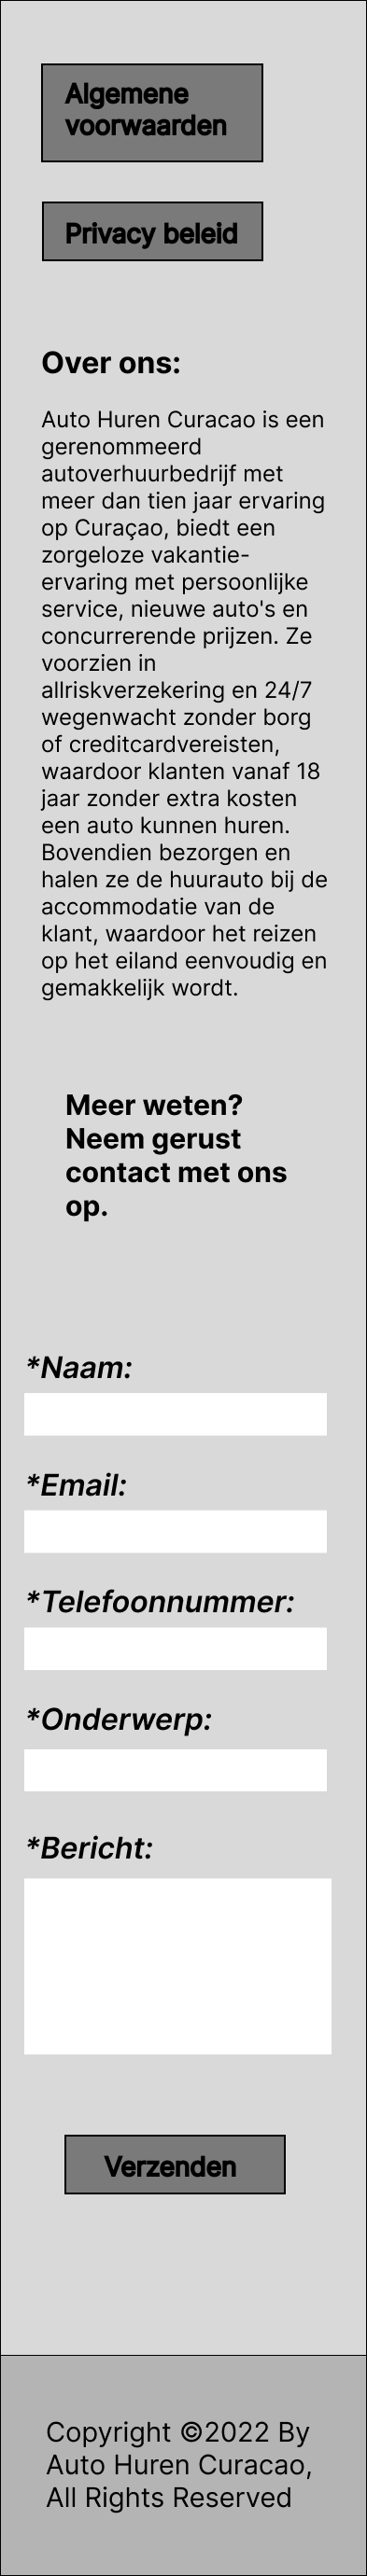 Algemene
voorwaarden
Privacy beleid
Over ons:
Auto Huren Curacao is een
gerenommeerd
autoverhuurbedrijf met
meer dan tien jaar ervaring
op Curaçao, biedt een
zorgeloze vakantie-
ervaring met persoonlijke
service, nieuwe auto's en
concurrerende prijzen. Ze
voorzien in
allriskverzekering en 24/7
wegenwacht zonder borg
of creditcardvereisten,
waardoor klanten vanaf 18
jaar zonder extra kosten
een auto kunnen huren.
Bovendien bezorgen en
halen ze de huurauto bij de
accommodatie van de
klant, waardoor het reizen
op het eiland eenvoudig en
gemakkelijk wordt.
Meer weten?
Neem gerust
contact met ons
op.
*Naam:
*Email:
*Telefoonnummer:
*Onderwerp:
*Bericht:
Verzenden
Copyright ©2022 By
Auto Huren Curacao,
All Rights Reserved